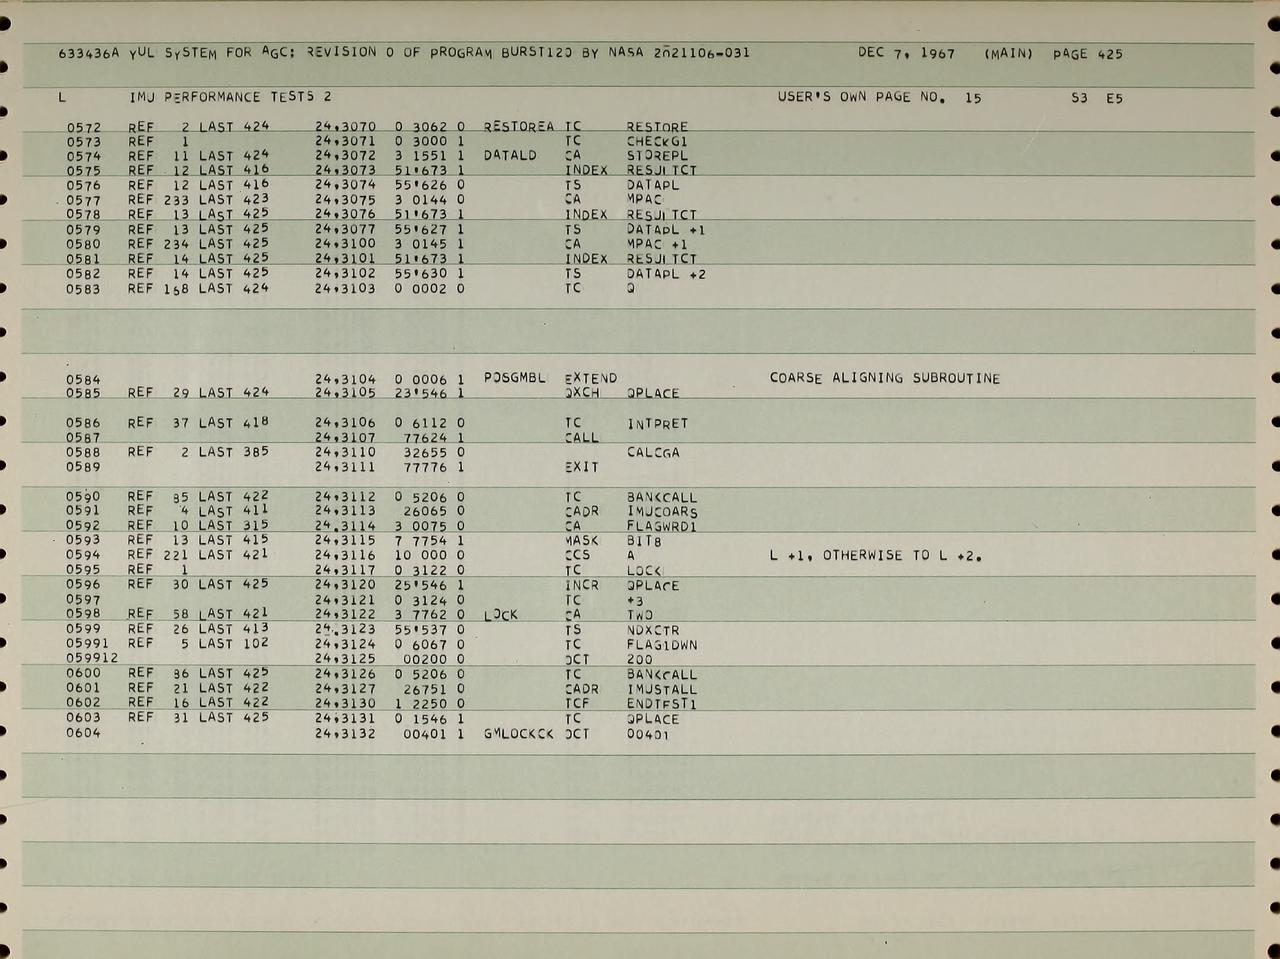 633436A YUL SYSTEM FOR AGC: REVISION 0 OF PROGRAM BURST120 BY NASA 2021106-031 DEC 7, 1967 (MAIN) PAGE 425
L IMU PERFORMANCE TESTS 2 USER'S OWN PAGE NO. 15 S3 E5
0572 REF 2 LAST 424 24,3070 0 3062 0 RESTOREA TC RESTORE
0573 REF 1 24,3071 0 3000 1 TC CHECKG1
0574 REF 11 LAST 424 24,3072 3 1551 1 DATALD CA STOREPL
0575 REF 12 LAST 416 24,3073 51'673 1 INDEX RESULTCT
0576 REF 12 LAST 416 24,3074 55'626 0 TS DATAPL
0577 REF 233 LAST 423 24,3075 3 0144 0 CA MPAC
0578 REF 13 LAST 425 24,3076 51'673 1 INDEX RESULTCT
0579 REF 13 LAST 425 24,3077 55'627 1 TS DATAPL +1
0580 REF 234 LAST 425 24,3100 3 0145 1 CA MPAC +1
0581 REF 14 LAST 425 24,3101 51'673 1 INDEX RESULTCT
0582 REF 14 LAST 425 24,3102 55'630 1 TS DATAPL +2
0583 REF 168 LAST 424 24,3103 0 0002 0 TC Q
0584 24,3104 0 0006 1 POSGMBL EXTEND COARSE ALIGNING SUBROUTINE
0585 REF 29 LAST 424 24,3105 23'546 1 QXCH QPLACE
0586 REF 37 LAST 418 24,3106 0 6112 0 TC INTPRET
0587 24,3107 77624 1 CALL
0588 REF 2 LAST 385 24,3110 32655 0 CALCGA
0589 24,3111 77776 1 EXIT
0590 REF 85 LAST 422 24,3112 0 5206 0 TC BANKCALL
0591 REF 4 LAST 411 24,3113 26065 0 CADR IMUCOARS
0592 REF 10 LAST 315 24,3114 3 0075 0 CA FLAGWRD1
0593 REF 13 LAST 415 24,3115 7 7754 1 MASK BIT8
0594 REF 221 LAST 421 24,3116 10 000 0 CCS A L +1, OTHERWISE TO L +2.
0595 REF 1 24,3117 0 3122 0 TC LOCK
0596 REF 30 LAST 425 24,3120 25'546 1 INCR QPLACE
0597 24,3121 0 3124 0 TC +3
0598 REF 58 LAST 421 24,3122 3 7762 0 LOCK CA TWO
0599 REF 26 LAST 413 24,3123 55'537 0 TS NDXCTR
05991 REF 5 LAST 102 24,3124 0 6067 0 TC FLAG1DWN
059912 24,3125 00200 0 OCT 200
0600 REF 86 LAST 425 24,3126 0 5206 0 TC BANKCALL
0601 REF 21 LAST 422 24,3127 26751 0 CADR IMUSTALL
0602 REF 16 LAST 422 24,3130 1 2250 0 TCF ENDTEST1
0603 REF 31 LAST 425 24,3131 0 1546 1 TC QPLACE
0604 24,3132 00401 1 GMLOCKCK OCT 00401